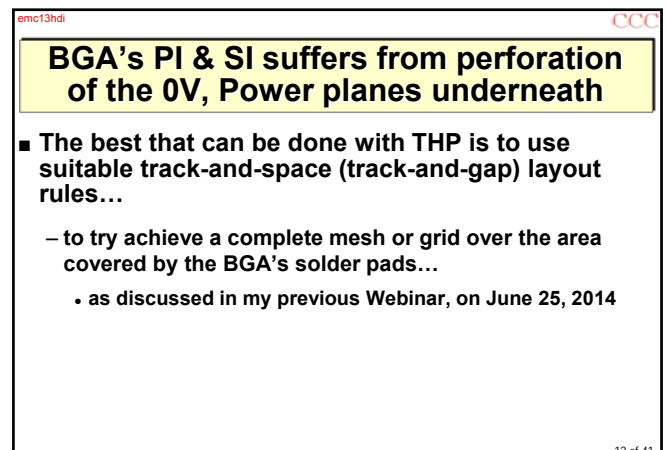 emc13hdi
CCC
BGA's PI & SI suffers from perforation
of the 0V, Power planes underneath
■ The best that can be done with THP is to use
suitable track-and-space (track-and-gap) layout
rules…
– to try achieve a complete mesh or grid over the area
covered by the BGA's solder pads…
• as discussed in my previous Webinar, on June 25, 2014
12 of 41